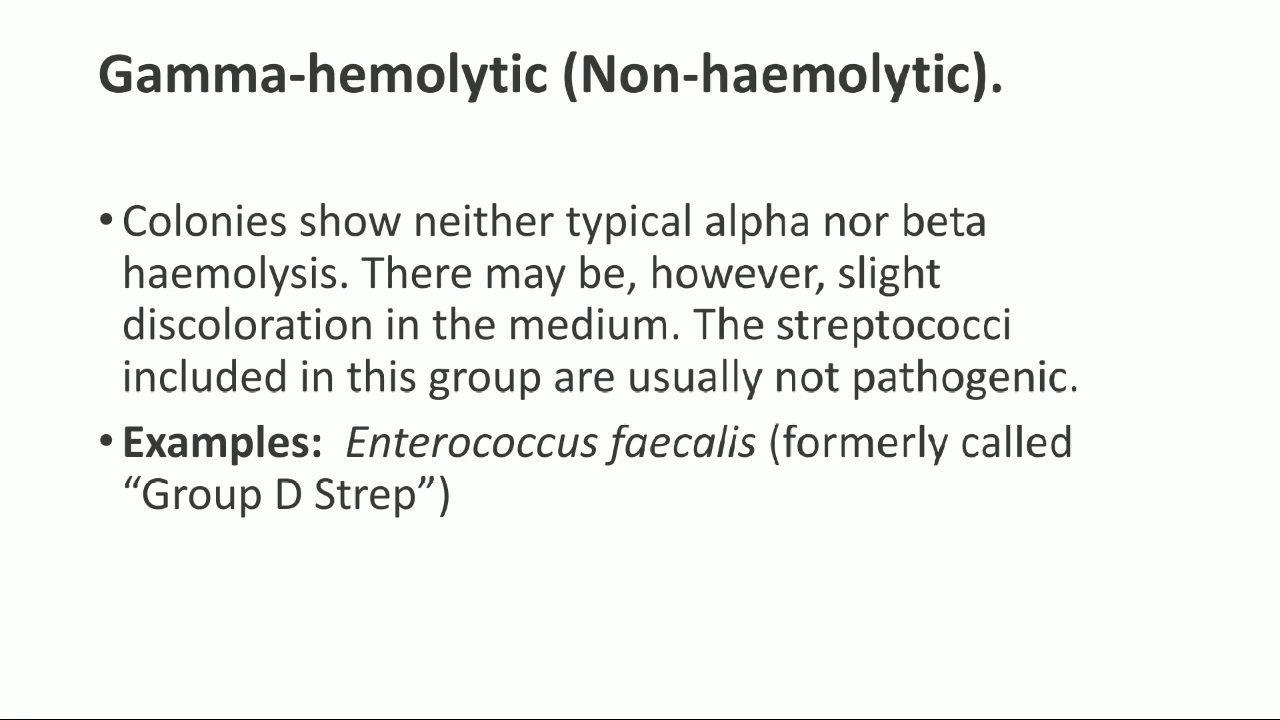 Gamma-hemolytic (Non-haemolytic).
• Colonies show neither typical alpha nor beta
haemolysis. There may be, however, slight
discoloration in the medium. The streptococci
included in this group are usually not pathogenic.
• Examples: Enterococcus faecalis (formerly called
“Group D Strep”)